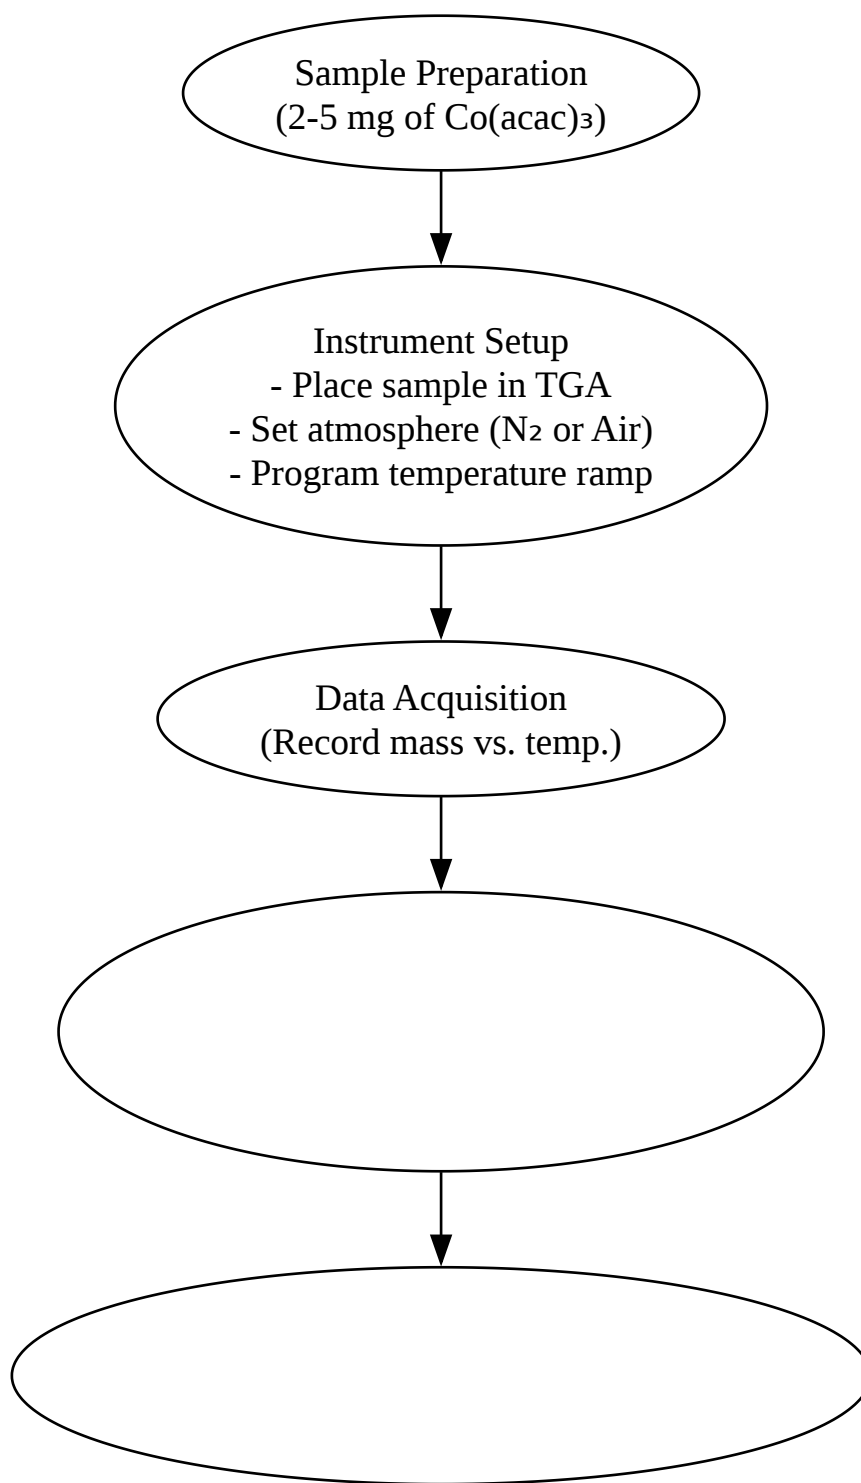 Sample Preparation
(2-5 mg of Co(acac)₃)
Instrument Setup
- Place sample in TGA
- Set atmosphere (N₂ or Air)
- Program temperature ramp
Data Acquisition
(Record mass vs. temp.)